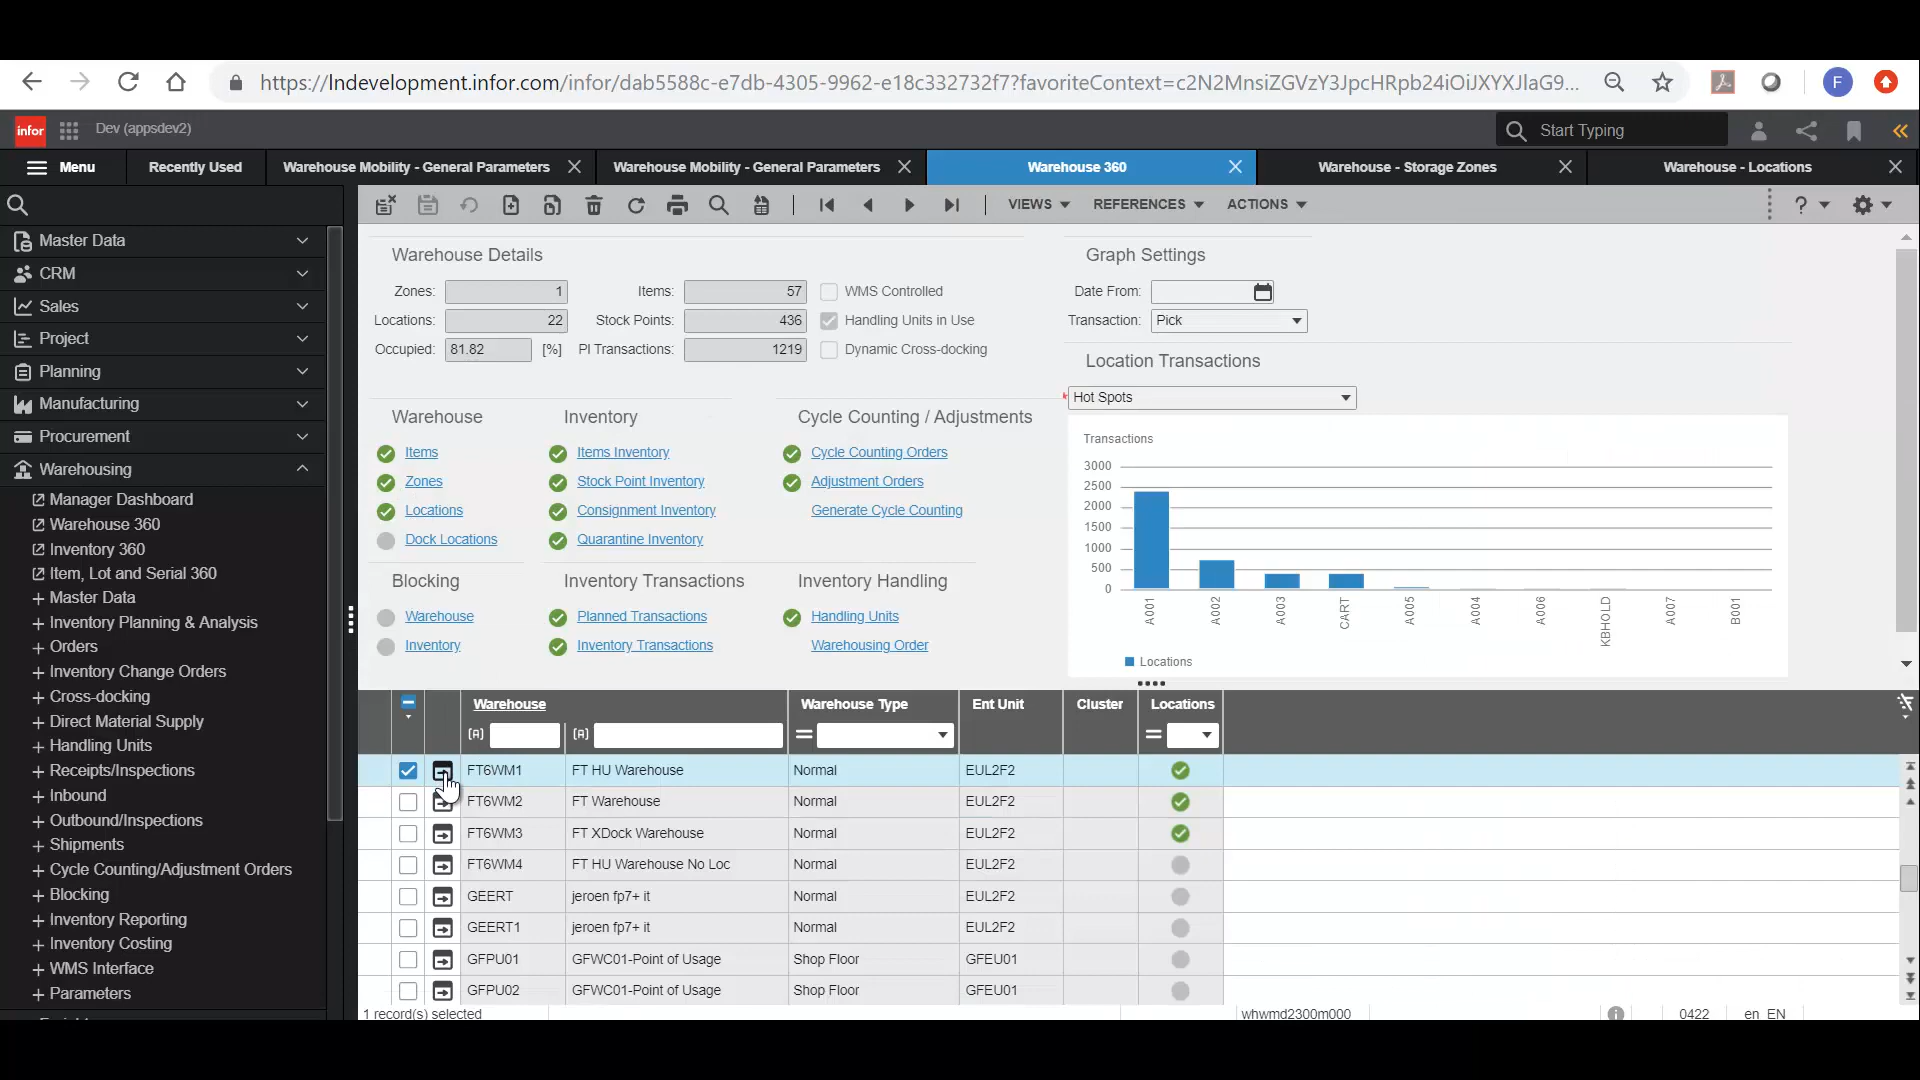 https://lndevelopment.infor.com/infor/dab5588c-e7db-4305-9962-e18c332732f7?favoriteContext=c2N2MnsiZGVzY3JpcHRpb24iOiJXYXJlaG9...
F
infor
Dev (appsdev2)
Start Typing
Menu
Recently Used
Warehouse Mobility - General Parameters
Warehouse Mobility - General Parameters
Warehouse 360
Warehouse - Storage Zones
Warehouse - Locations
VIEWS
REFERENCES
ACTIONS
?
Master Data
CRM
Sales
Project
Planning
Manufacturing
Procurement
Warehousing
Manager Dashboard
Warehouse 360
Inventory 360
Item, Lot and Serial 360
Master Data
Inventory Planning & Analysis
Orders
Inventory Change Orders
Cross-docking
Direct Material Supply
Handling Units
Receipts/Inspections
Inbound
Outbound/Inspections
Shipments
Cycle Counting/Adjustment Orders
Blocking
Inventory Reporting
Inventory Costing
WMS Interface
Parameters
Warehouse Details
Zones: 1
Items: 57
WMS Controlled
Locations: 22
Stock Points: 436
Handling Units in Use
Occupied: 81.82 [%]
PI Transactions: 1219
Dynamic Cross-docking
Graph Settings
Date From:
Transaction: Pick
Location Transactions
* Hot Spots
Warehouse
Items
Zones
Locations
Dock Locations
Inventory
Items Inventory
Stock Point Inventory
Consignment Inventory
Quarantine Inventory
Cycle Counting / Adjustments
Cycle Counting Orders
Adjustment Orders
Generate Cycle Counting
Blocking
Warehouse
Inventory
Inventory Transactions
Planned Transactions
Inventory Transactions
Inventory Handling
Handling Units
Warehousing Order
Transactions
3000
2500
2000
1500
1000
500
0
A001
A002
A003
CART
A005
A004
A006
KBHOLD
A007
B001
Locations
Warehouse
Warehouse Type
Ent Unit
Cluster
Locations
FT6WM1 FT HU Warehouse Normal EUL2F2
FT6WM2 FT Warehouse Normal EUL2F2
FT6WM3 FT XDock Warehouse Normal EUL2F2
FT6WM4 FT HU Warehouse No Loc Normal EUL2F2
GEERT jeroen fp7+ it Normal EUL2F2
GEERT1 jeroen fp7+ it Normal EUL2F2
GFPU01 GFWC01-Point of Usage Shop Floor GFEU01
GFPU02 GFWC01-Point of Usage Shop Floor GFEU01
1 record(s) selected
whwmd2300m000
0422
en_EN